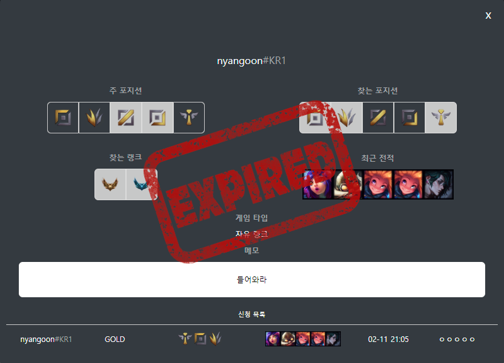 X
nyangoon#KR1
주 포지션
찾는 포지션
찾는 랭크
최근 전적
EXPIRED
게임 타입
자유 랭크
메모
들어와라
신청 목록
nyangoon#KR1 GOLD 02-11 21:05 ㅇㅇㅇㅇㅇ